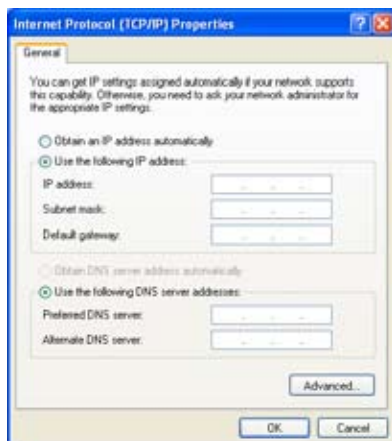 Internet Protocol (TCP/IP) Properties
General
You can get IP settings assigned automatically if your network supports
this capability. Otherwise, you need to ask your network administrator for
the appropriate IP settings.
Obtain an IP address automatically
Use the following IP address:
IP address:
Subnet mask:
Default gateway:
Obtain DNS server address automatically
Use the following DNS server addresses:
Preferred DNS server:
Alternate DNS server:
Advanced...
OK
Cancel